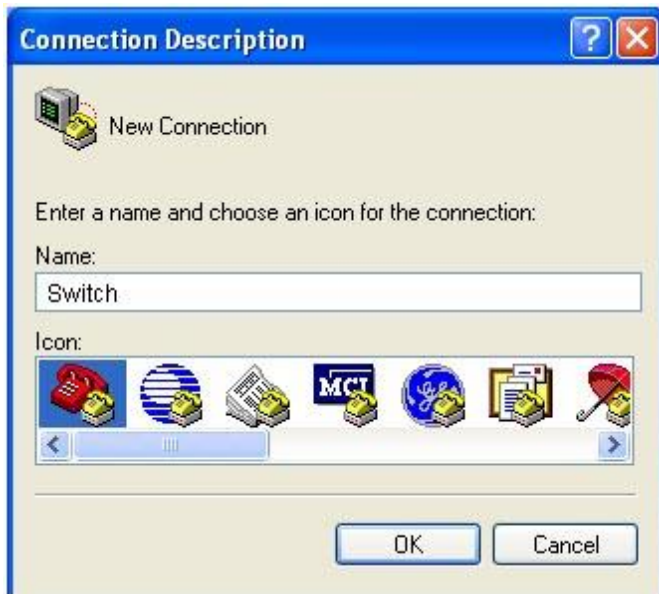 Connection Description
New Connection
Enter a name and choose an icon for the connection:
Name:
Switch
Icon:
MCI
OK Cancel